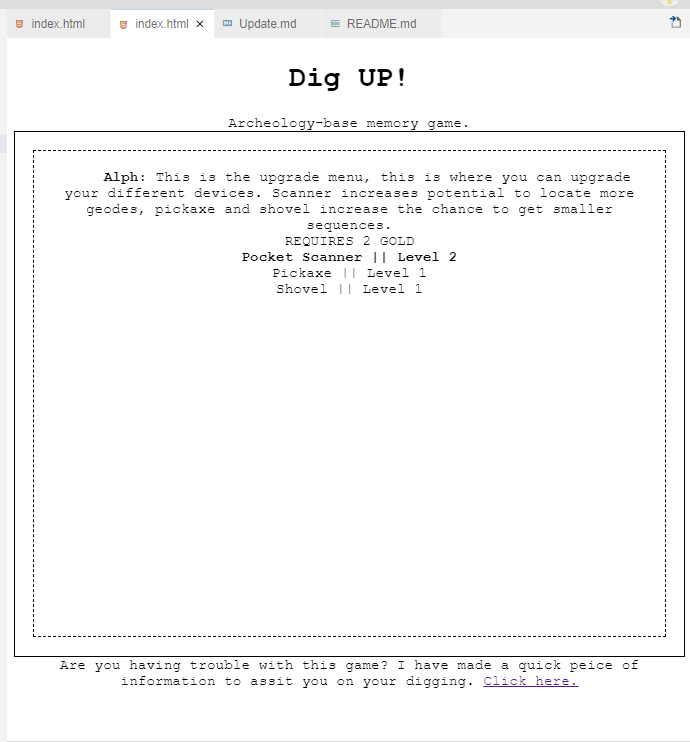 index.html index.html × Update.md README.md
Dig UP!
Archeology-base memory game.
Alph: This is the upgrade menu, this is where you can upgrade
your different devices. Scanner increases potential to locate more
geodes, pickaxe and shovel increase the chance to get smaller
sequences.
REQUIRES 2 GOLD
Pocket Scanner || Level 2
Pickaxe || Level 1
Shovel || Level 1
Are you having trouble with this game? I have made a quick peice of
information to assit you on your digging. Click here.